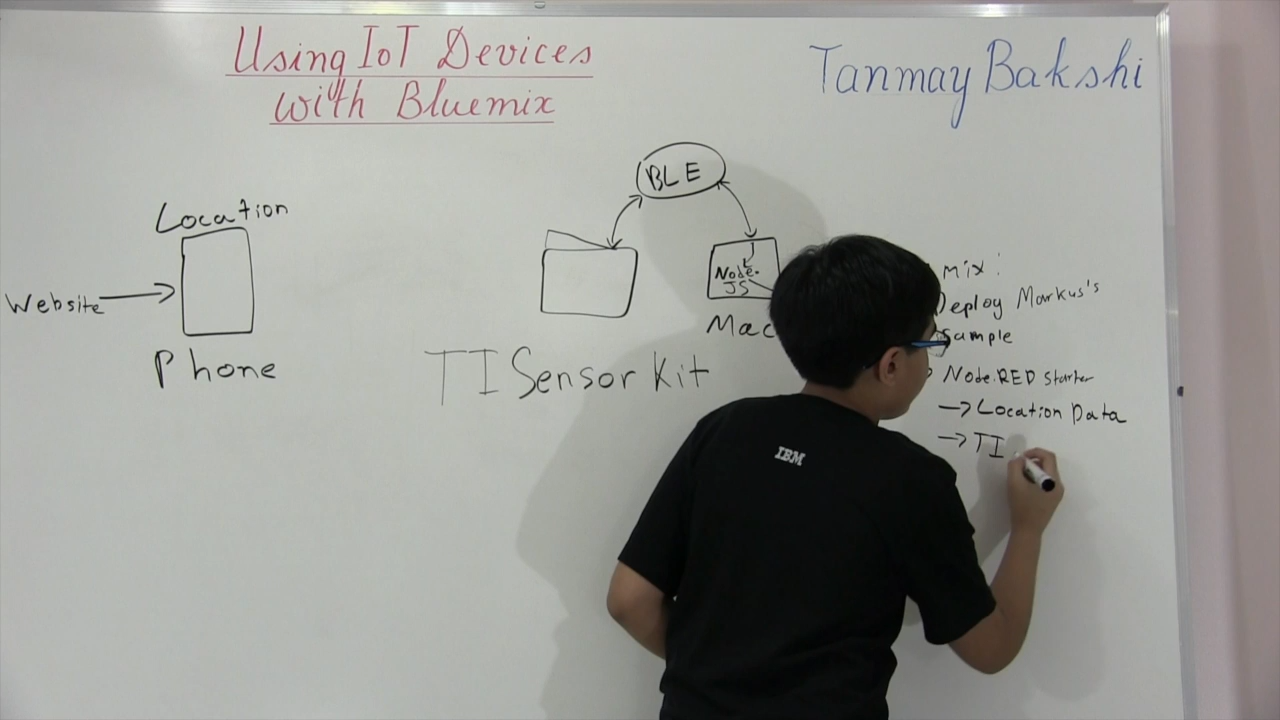 Using IoT Devices
with Bluemix
Tanmay Bakshi
BLE
Location
Website
Phone
Node.
JS
Mac
TI Sensor Kit
mix:
Deploy Markus's
Sample
Node.RED Starter
→ Location Data
→ TI
IBM